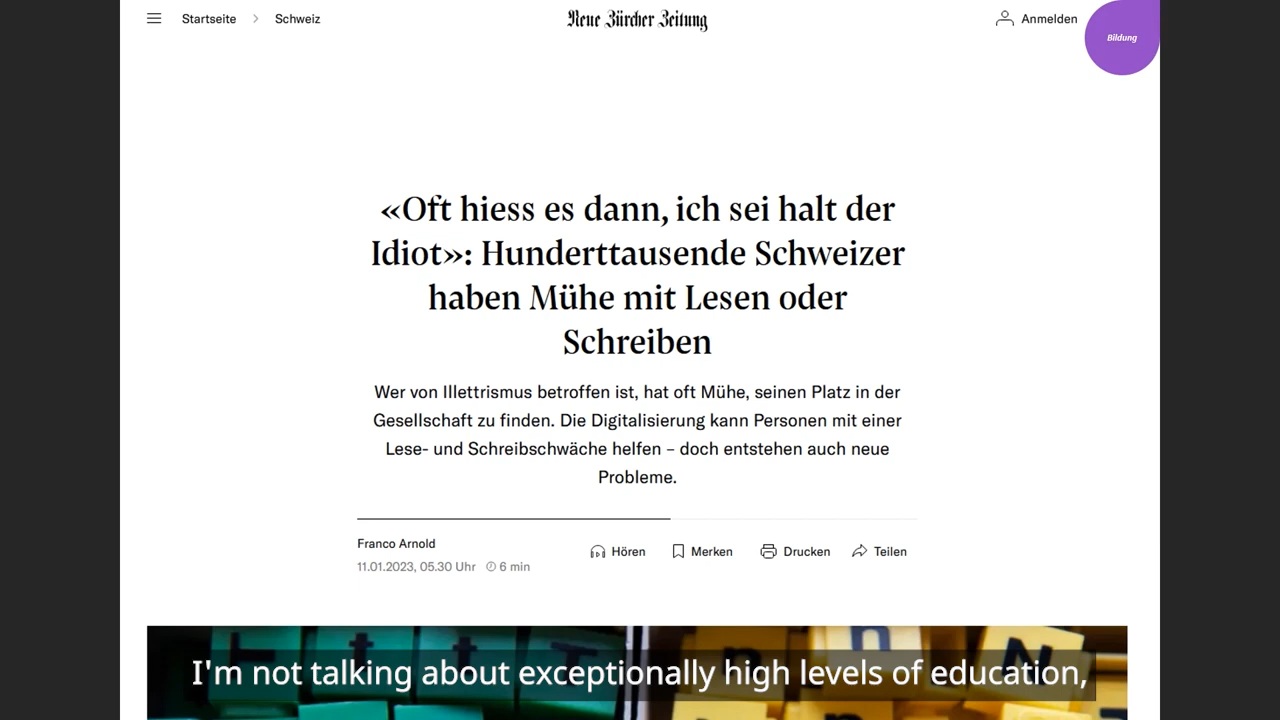 Startseite > Schweiz
Neue Zürcher Zeitung
Anmelden
Bildung
«Oft hiess es dann, ich sei halt der
Idiot»: Hunderttausende Schweizer
haben Mühe mit Lesen oder
Schreiben
Wer von Illettrismus betroffen ist, hat oft Mühe, seinen Platz in der
Gesellschaft zu finden. Die Digitalisierung kann Personen mit einer
Lese- und Schreibschwäche helfen – doch entstehen auch neue
Probleme.
Franco Arnold
11.01.2023, 05.30 Uhr 6 min
Hören Merken Drucken Teilen
t t t T n n N
I'm not talking about exceptionally high levels of education,